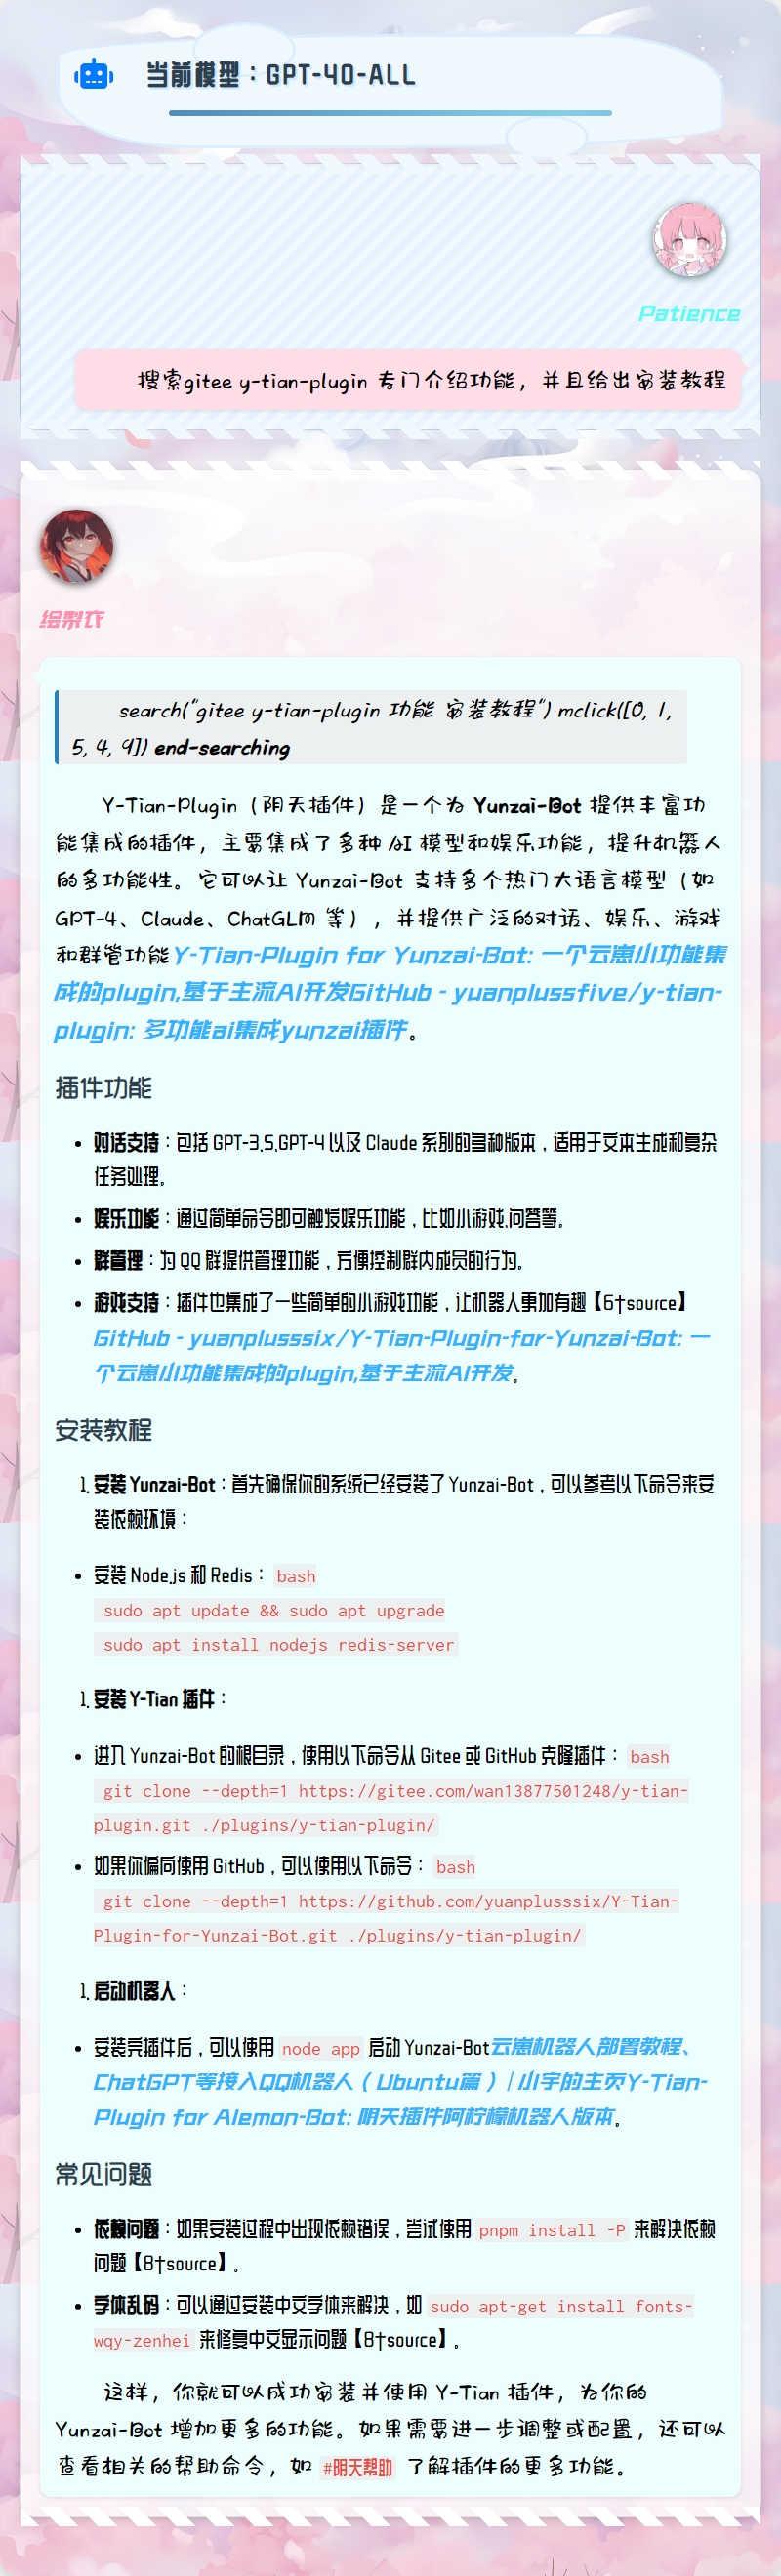 当前模型：GPT-4O-ALL
Patience
搜索gitee y-tian-plugin 专门介绍功能，并且给出安装教程
绘梨衣
search("gitee y-tian-plugin 功能 安装教程") mclick([0, 1,
5, 4, 9]) end-searching
Y-Tian-Plugin（阴天插件）是一个为 Yunzai-Bot 提供丰富功
能集成的插件，主要集成了多种 AI 模型和娱乐功能，提升机器人
的多功能性。它可以让 Yunzai-Bot 支持多个热门大语言模型（如
GPT-4、Claude、ChatGLM 等），并提供广泛的对话、娱乐、游戏
和群管功能Y-Tian-Plugin for Yunzai-Bot: 一个云崽小功能集
成的plugin,基于主流AI开发GitHub - yuanplussfive/y-tian-
plugin: 多功能ai集成yunzai插件。
插件功能
• 对话支持：包括 GPT-3.5、GPT-4 以及 Claude 系列的多种版本，适用于文本生成和复杂
任务处理。
• 娱乐功能：通过简单命令即可触发娱乐功能，比如小游戏、问答等。
• 群管理：为 QQ 群提供管理功能，方便控制群内成员的行为。
• 游戏支持：插件也集成了一些简单的小游戏功能，让机器人更加有趣【6†source】
GitHub - yuanplusssix/Y-Tian-Plugin-for-Yunzai-Bot: 一
个云崽小功能集成的plugin,基于主流AI开发。
安装教程
1. 安装 Yunzai-Bot：首先确保你的系统已经安装了 Yunzai-Bot，可以参考以下命令来安
装依赖环境：
• 安装 Node.js 和 Redis： bash
sudo apt update && sudo apt upgrade
sudo apt install nodejs redis-server
1. 安装 Y-Tian 插件：
• 进入 Yunzai-Bot 的根目录，使用以下命令从 Gitee 或 GitHub 克隆插件： bash
git clone --depth=1 https://gitee.com/wan13877501248/y-tian-
plugin.git ./plugins/y-tian-plugin/
• 如果你偏向使用 GitHub，可以使用以下命令： bash
git clone --depth=1 https://github.com/yuanplusssix/Y-Tian-
Plugin-for-Yunzai-Bot.git ./plugins/y-tian-plugin/
1. 启动机器人：
• 安装完插件后，可以使用 node app 启动 Yunzai-Bot云崽机器人部署教程、
ChatGPT等接入QQ机器人（Ubuntu篇）| 小宇的主页Y-Tian-
Plugin for Alemon-Bot: 阴天插件阿柠檬机器人版本。
常见问题
• 依赖问题：如果安装过程中出现依赖错误，尝试使用 pnpm install -P 来解决依赖
问题【8†source】。
• 字体乱码：可以通过安装中文字体来解决，如 sudo apt-get install fonts-
wqy-zenhei 来修复中文显示问题【8†source】。
这样，你就可以成功安装并使用 Y-Tian 插件，为你的
Yunzai-Bot 增加更多的功能。如果需要进一步调整或配置，还可以
查看相关的帮助命令，如 #阴天帮助 了解插件的更多功能。